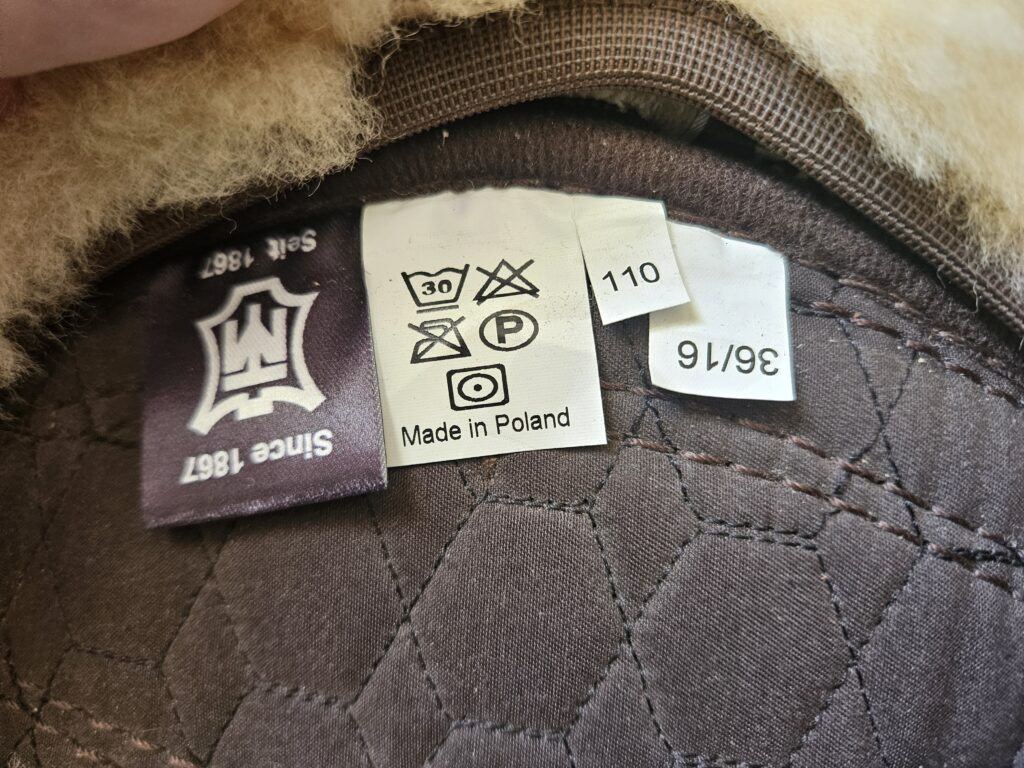 Seit 1867
Since 1867
30
P
Made in Poland
110
36/16